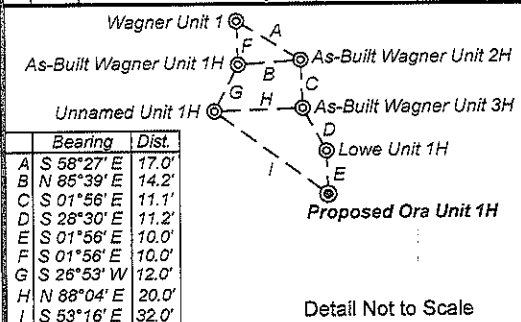 Wagner Unit 1
A
F
As-Built Wagner Unit 1H
B
As-Built Wagner Unit 2H
G
C
Unnamed Unit 1H
H
As-Built Wagner Unit 3H
D
I
Lowe Unit 1H
E
Proposed Ora Unit 1H
Bearing Dist.
A S 58°27' E 17.0'
B N 85°39' E 14.2'
C S 01°56' E 11.1'
D S 28°30' E 11.2'
E S 01°56' E 10.0'
F S 01°56' E 10.0'
G S 26°53' W 12.0'
H N 88°04' E 20.0'
I S 53°16' E 32.0'
Detail Not to Scale